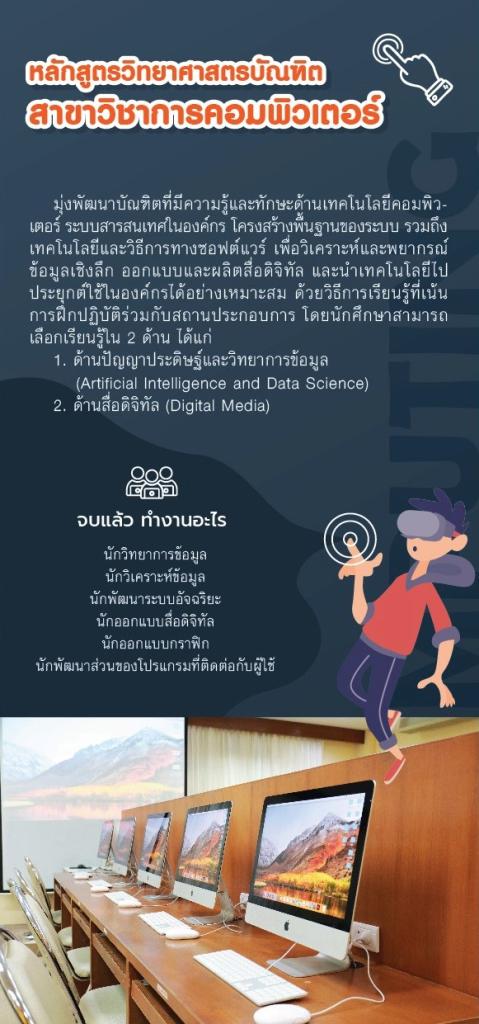 หลักสูตรวิทยาศาสตรบัณฑิต
สาขาวิชาการคอมพิวเตอร์
มุ่งพัฒนาบัณฑิตที่มีความรู้และทักษะด้านเทคโนโลยีคอมพิว-
เตอร์ ระบบสารสนเทศในองค์กร โครงสร้างพื้นฐานของระบบ รวมถึง
เทคโนโลยีและวิธีการทางซอฟต์แวร์ เพื่อวิเคราะห์และพยากรณ์
ข้อมูลเชิงลึก ออกแบบและผลิตสื่อดิจิทัล และนำเทคโนโลยีไป
ประยุกต์ใช้ในองค์กรได้อย่างเหมาะสม ด้วยวิธีการเรียนรู้ที่เน้น
การฝึกปฏิบัติร่วมกับสถานประกอบการ โดยนักศึกษาสามารถ
เลือกเรียนรู้ใน 2 ด้าน ได้แก่
1. ด้านปัญญาประดิษฐ์และวิทยาการข้อมูล
(Artificial Intelligence and Data Science)
2. ด้านสื่อดิจิทัล (Digital Media)
จบแล้ว ทำงานอะไร
นักวิทยาการข้อมูล
นักวิเคราะห์ข้อมูล
นักพัฒนาระบบอัจฉริยะ
นักออกแบบสื่อดิจิทัล
นักออกแบบกราฟิก
นักพัฒนาส่วนของโปรแกรมที่ติดต่อกับผู้ใช้